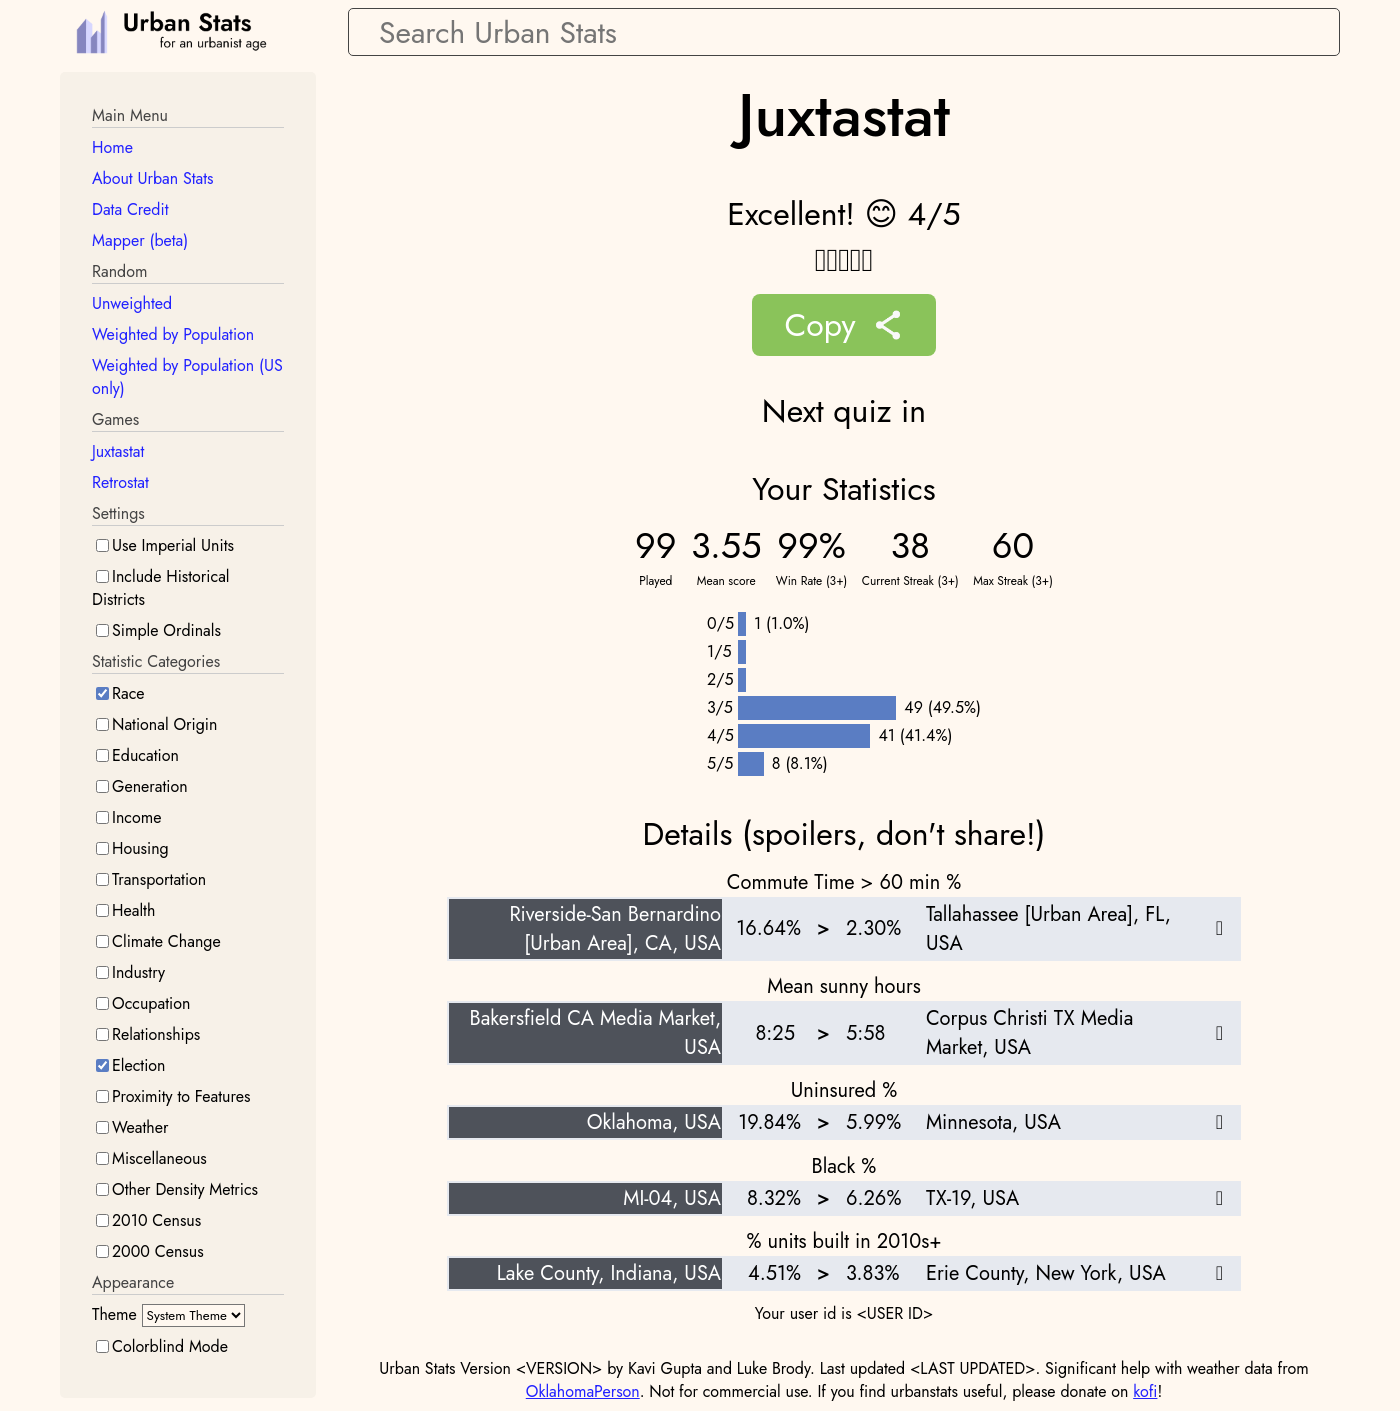 Urban Stats
for an urbanist age
Search Urban Stats
Main Menu
Home
About Urban Stats
Data Credit
Mapper (beta)
Random
Unweighted
Weighted by Population
Weighted by Population (US
only)
Games
Juxtastat
Retrostat
Settings
Use Imperial Units
Include Historical
Districts
Simple Ordinals
Statistic Categories
Race
National Origin
Education
Generation
Income
Housing
Transportation
Health
Climate Change
Industry
Occupation
Relationships
Election
Proximity to Features
Weather
Miscellaneous
Other Density Metrics
2010 Census
2000 Census
Appearance
Theme System Theme
Colorblind Mode
Juxtastat
Excellent! 😊 4/5
Copy
Next quiz in
Your Statistics
99 3.55 99% 38 60
Played Mean score Win Rate (3+) Current Streak (3+) Max Streak (3+)
0/5 1 (1.0%)
1/5
2/5
3/5 49 (49.5%)
4/5 41 (41.4%)
5/5 8 (8.1%)
Details (spoilers, don't share!)
Commute Time > 60 min %
Riverside-San Bernardino
[Urban Area], CA, USA
16.64% > 2.30%
Tallahassee [Urban Area], FL,
USA
Mean sunny hours
Bakersfield CA Media Market,
USA
8:25 > 5:58
Corpus Christi TX Media
Market, USA
Uninsured %
Oklahoma, USA 19.84% > 5.99% Minnesota, USA
Black %
MI-04, USA 8.32% > 6.26% TX-19, USA
% units built in 2010s+
Lake County, Indiana, USA 4.51% > 3.83% Erie County, New York, USA
Your user id is <USER ID>
Urban Stats Version <VERSION> by Kavi Gupta and Luke Brody. Last updated <LAST UPDATED>. Significant help with weather data from
OklahomaPerson. Not for commercial use. If you find urbanstats useful, please donate on kofi!